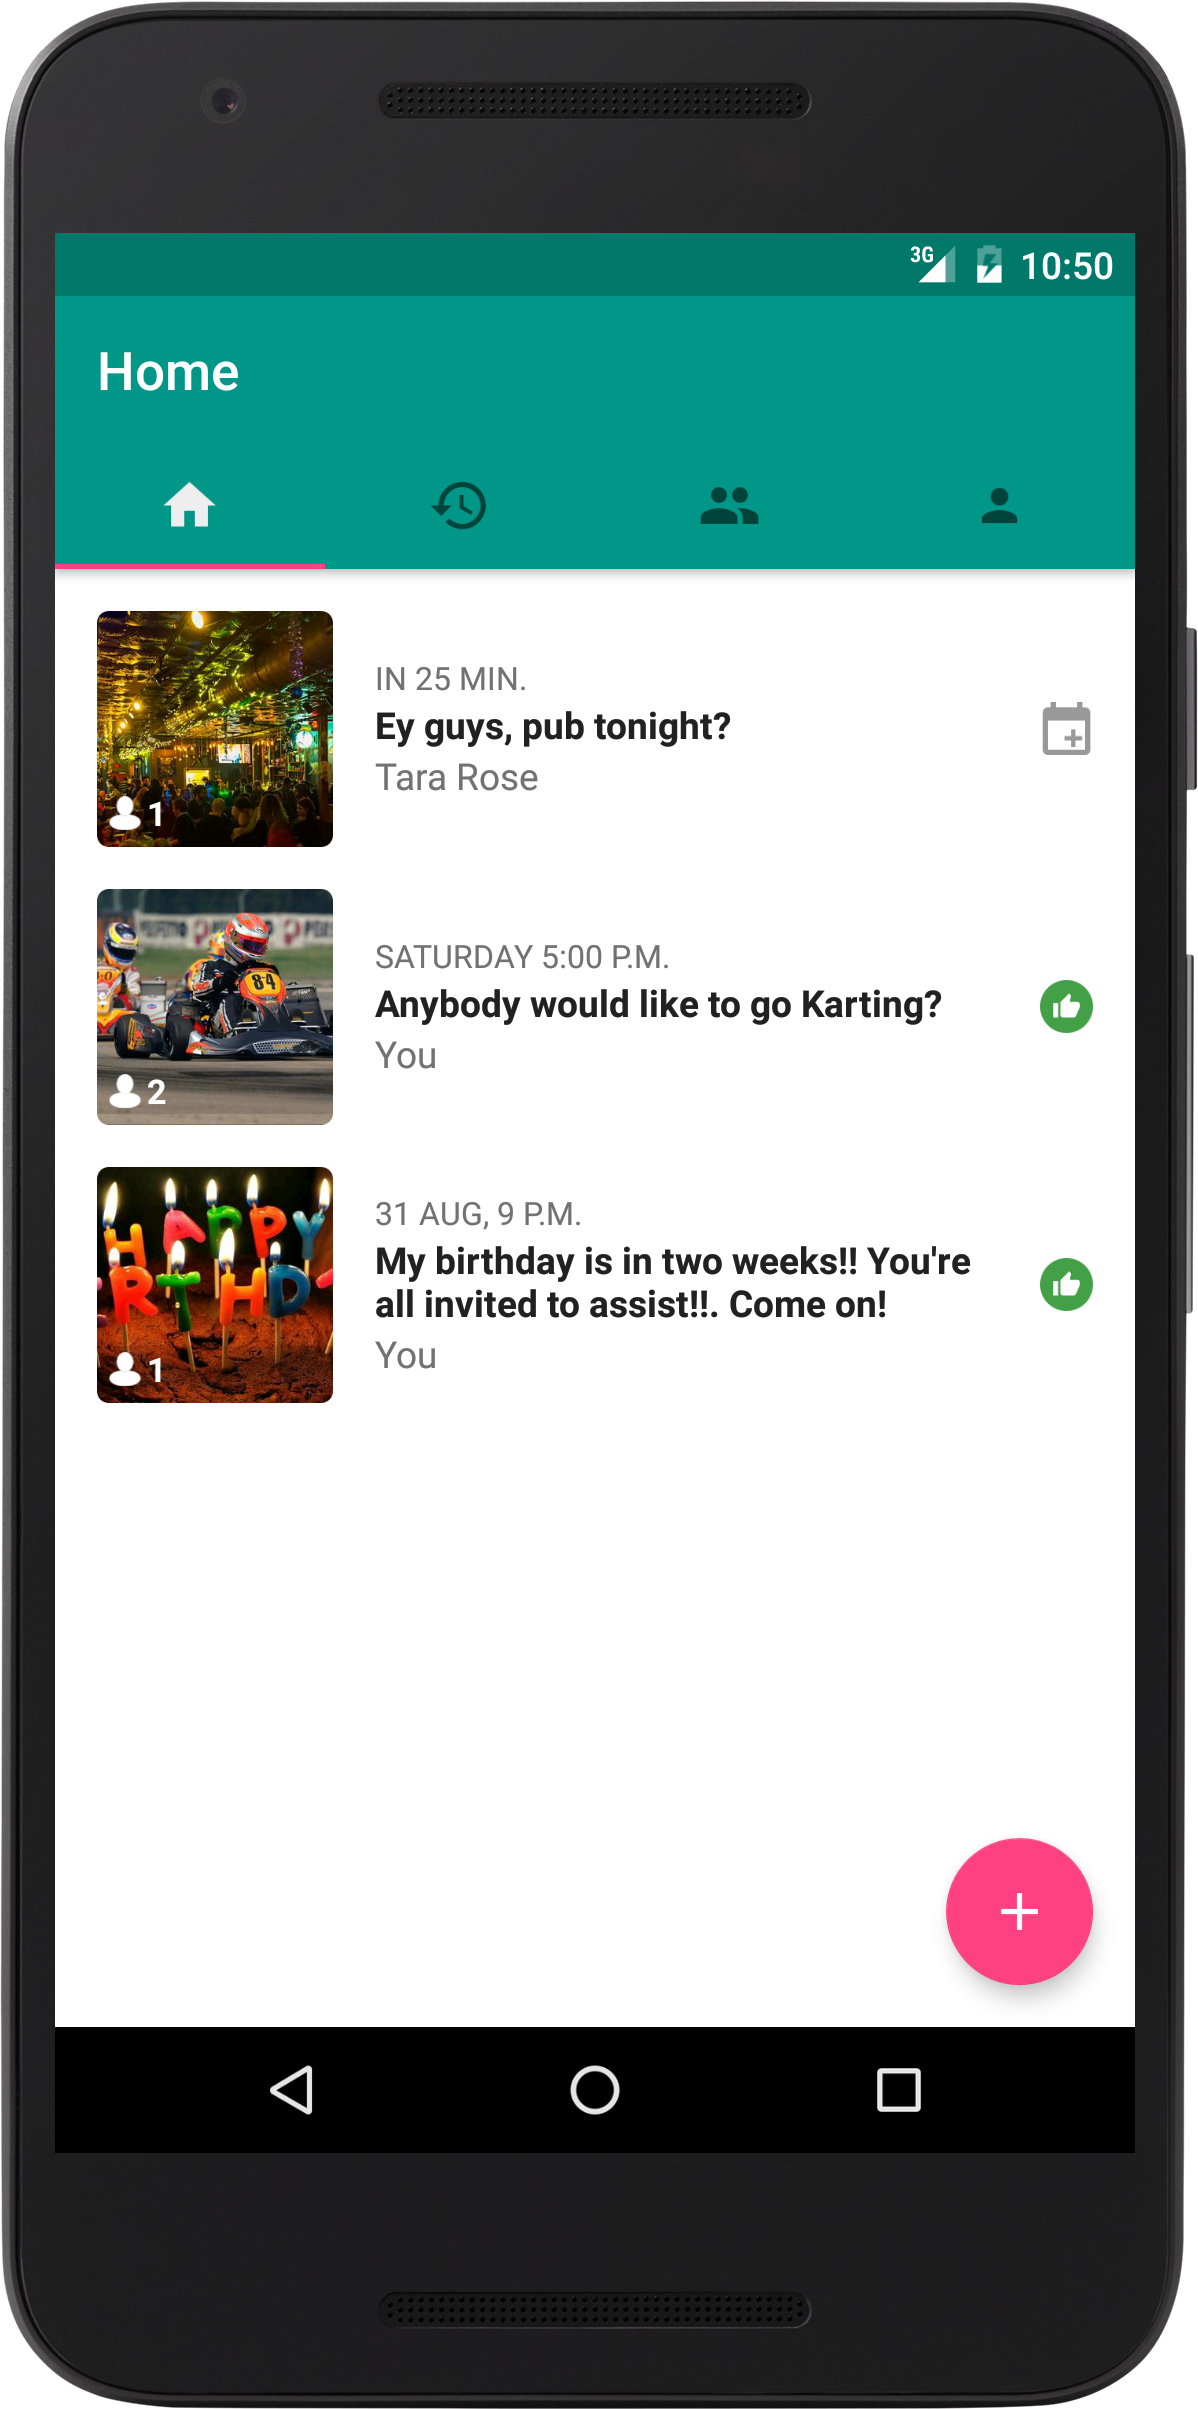 3G 10:50
Home
IN 25 MIN.
Ey guys, pub tonight?
Tara Rose
1
SATURDAY 5:00 P.M.
Anybody would like to go Karting?
You
84
2
31 AUG, 9 P.M.
My birthday is in two weeks!! You're
all invited to assist!!. Come on!
You
HAPPY
RTHD
1